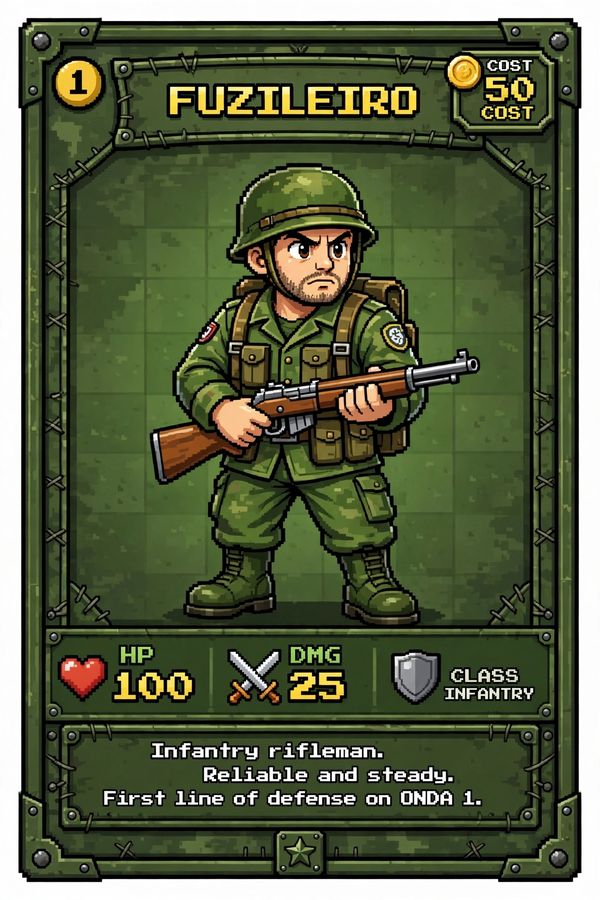 1
FUZILEIRO
COST
50
COST
HP
100
DMG
25
CLASS
INFANTRY
Infantry rifleman.
Reliable and steady.
First line of defense on ONDA 1.